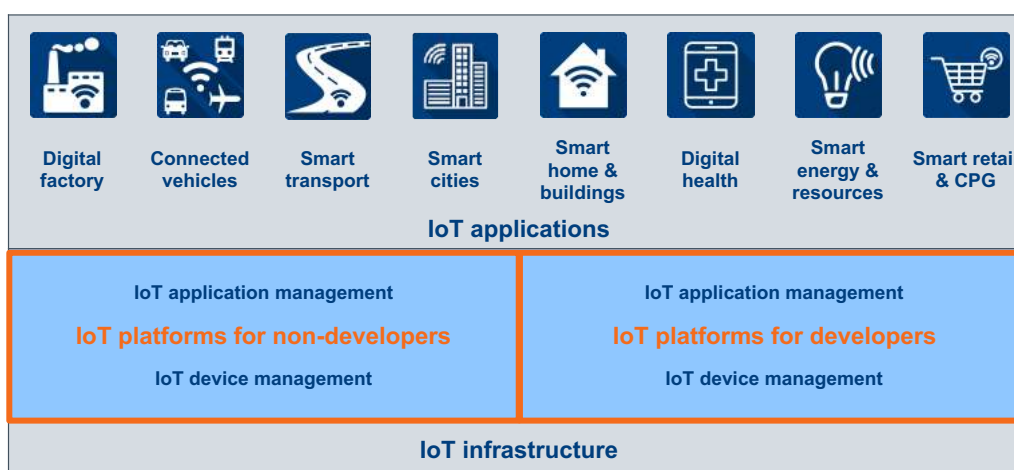 Digital
factory
Connected
vehicles
Smart
transport
Smart
cities
Smart
home &
buildings
Digital
health
Smart
energy &
resources
Smart retai
& CPG
IoT applications
IoT application management
IoT platforms for non-developers
IoT device management
IoT application management
IoT platforms for developers
IoT device management
IoT infrastructure